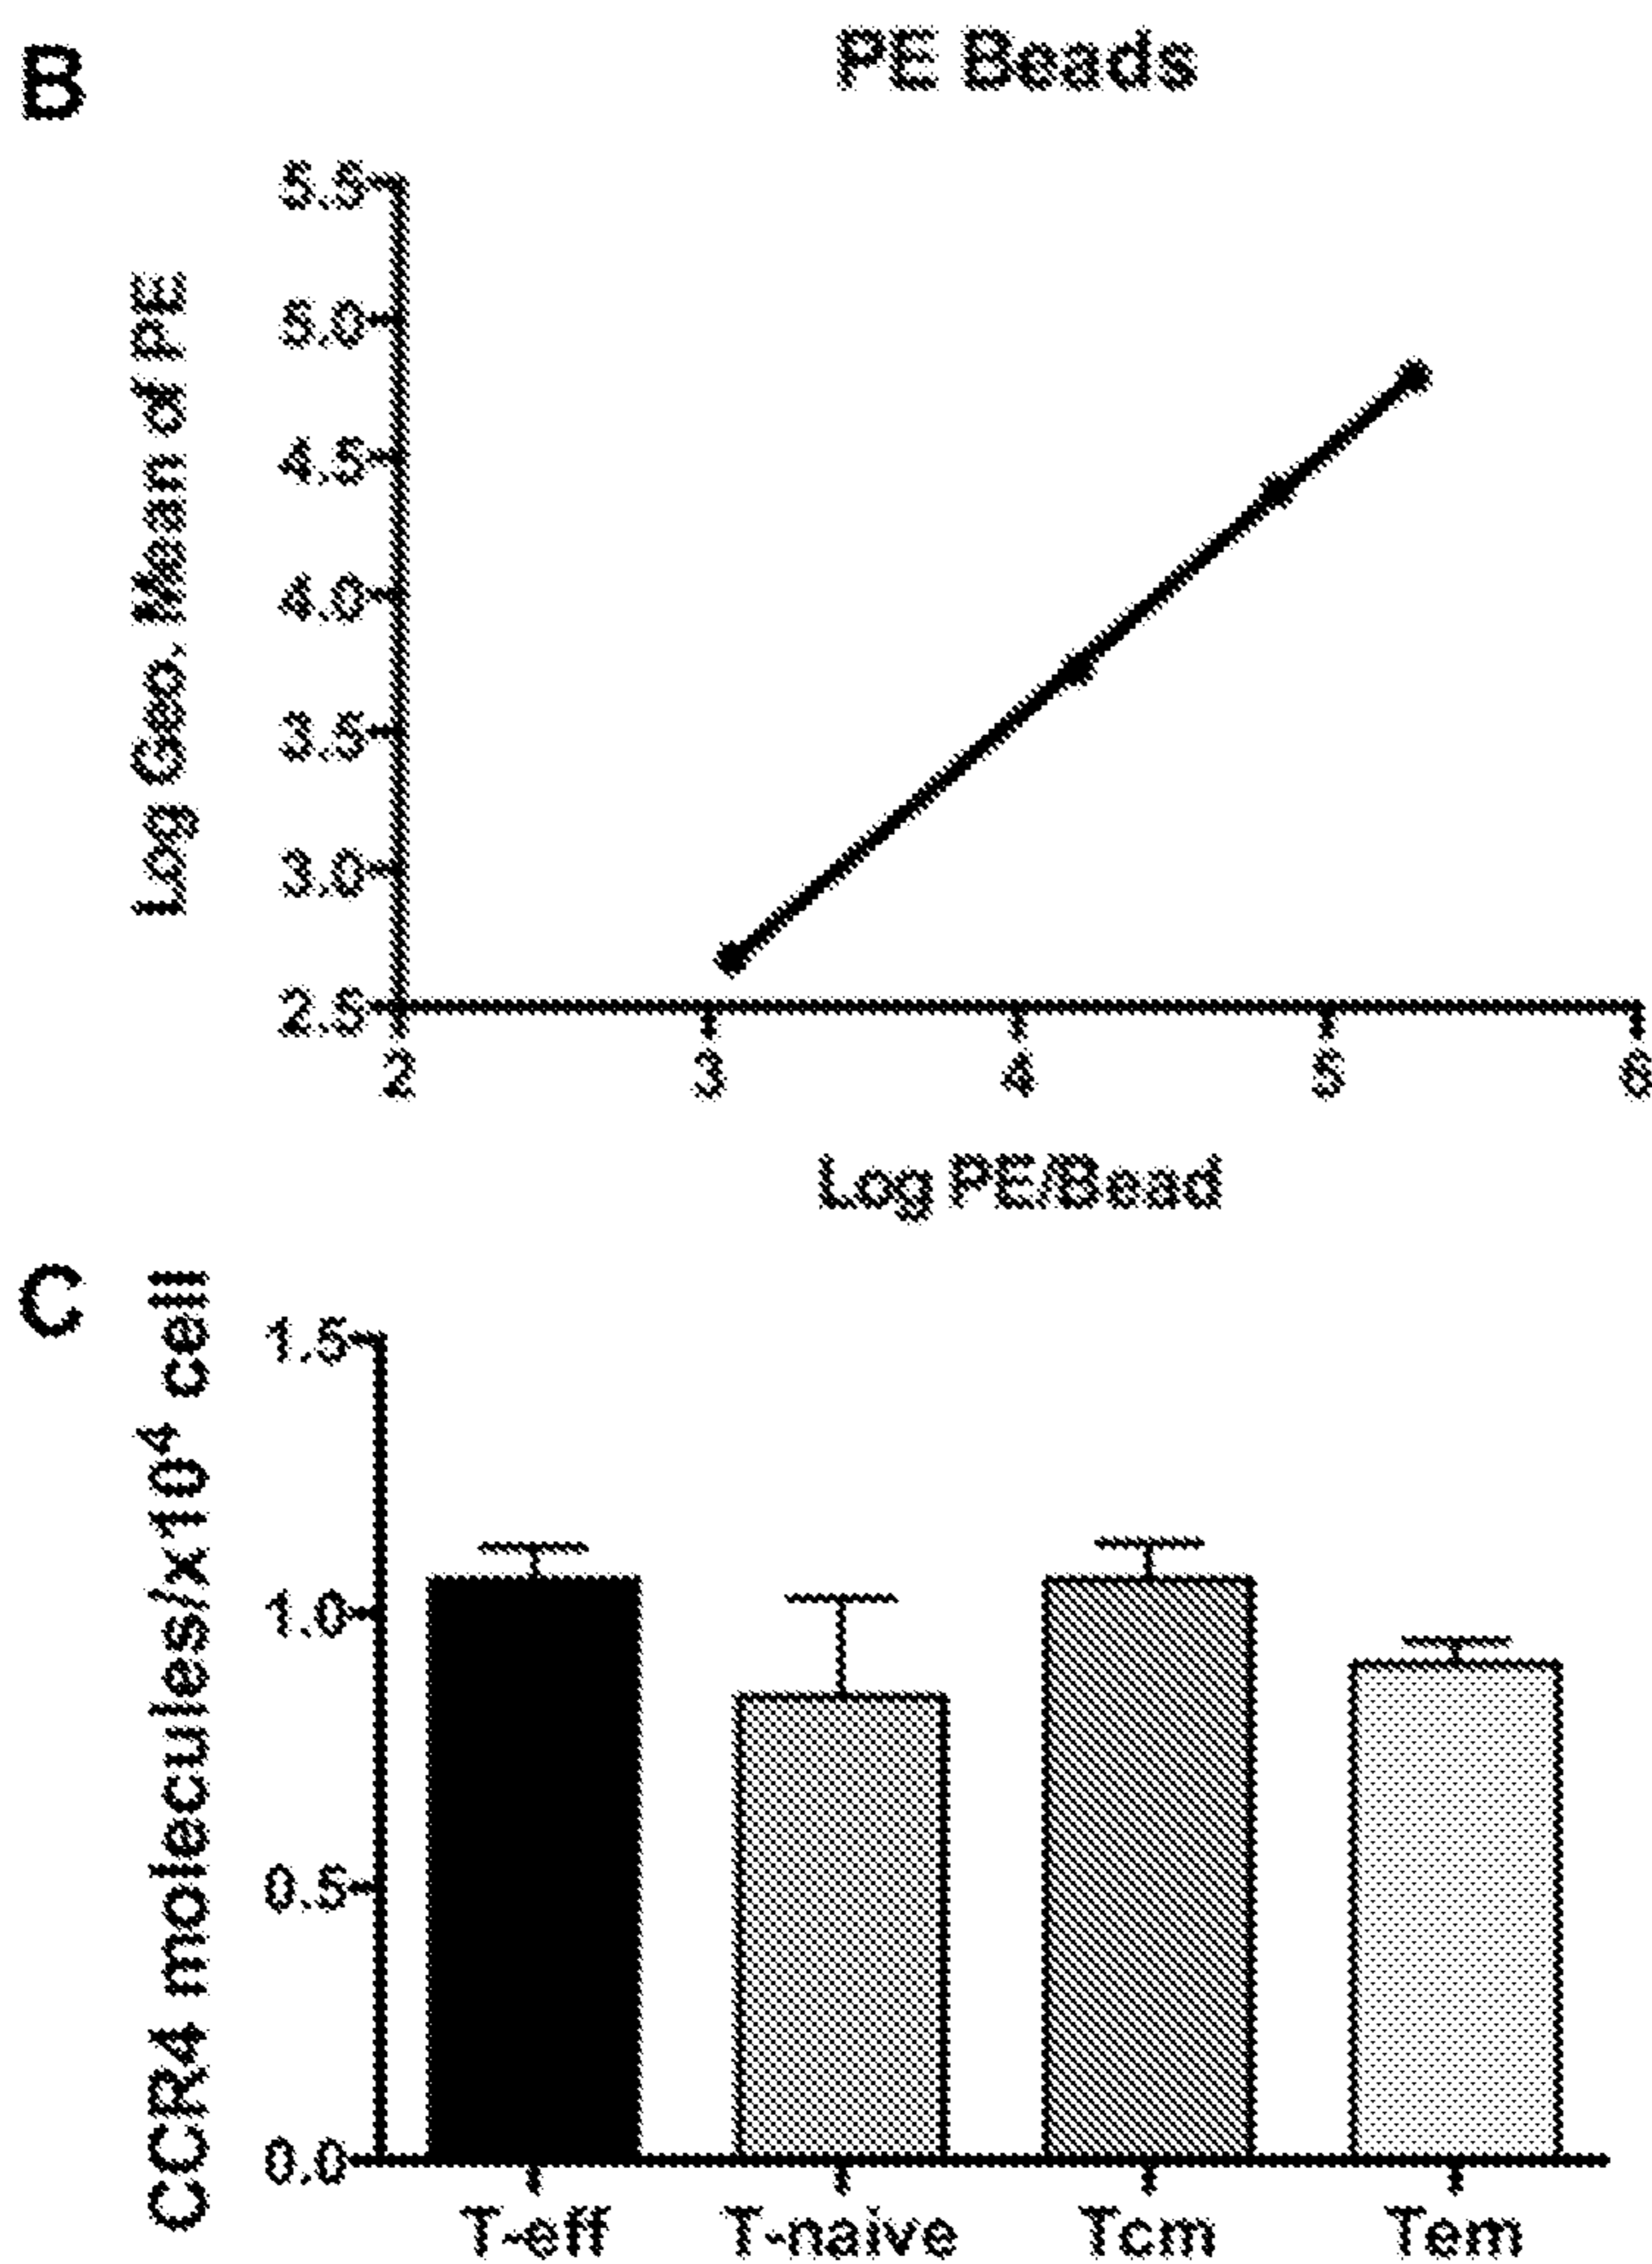 B
PE Beads
Log Geo. Mean of PE
5.5
5.0
4.5
4.0
3.5
3.0
2.5
2 3 4 5 6
Log PE/Bead
C
CCR4 molecules/x10⁴ cell
1.5
1.0
0.5
0.0
T-eff T-naive Tcm Tem